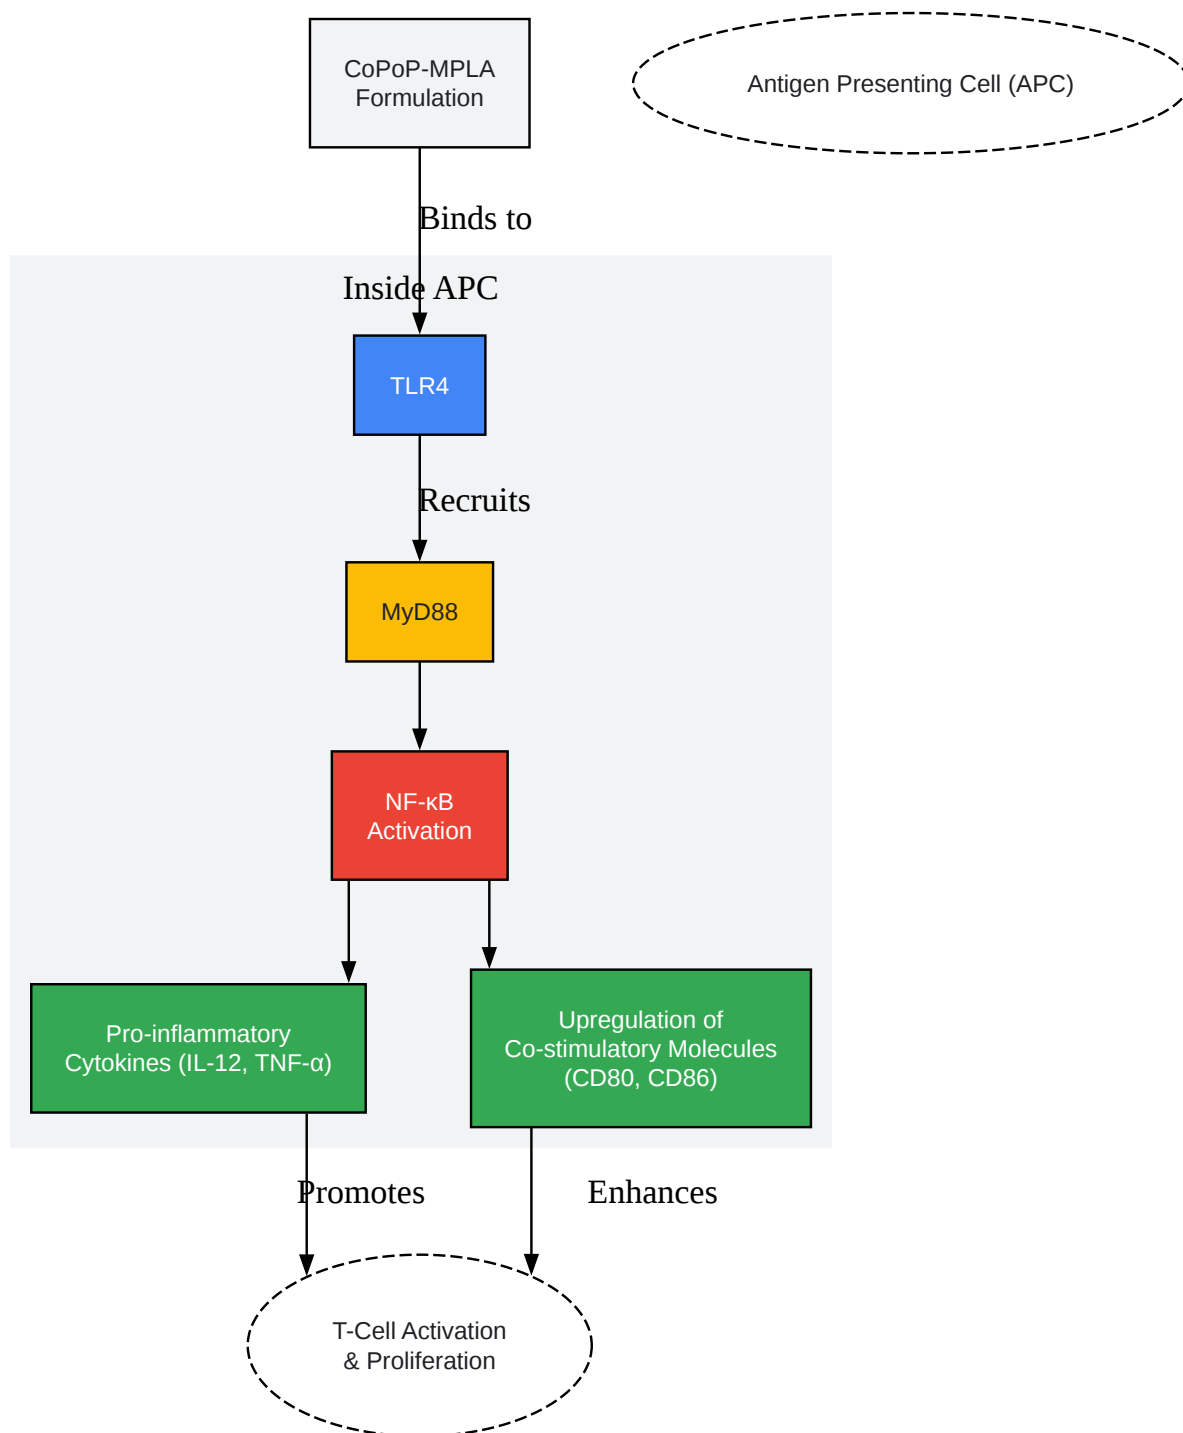 CoPoP-MPLA
Formulation
Antigen Presenting Cell (APC)
Binds to
Inside APC
TLR4
Recruits
MyD88
NF-κB
Activation
Pro-inflammatory
Cytokines (IL-12, TNF-α)
Upregulation of
Co-stimulatory Molecules
(CD80, CD86)
Promotes
Enhances
T-Cell Activation
& Proliferation